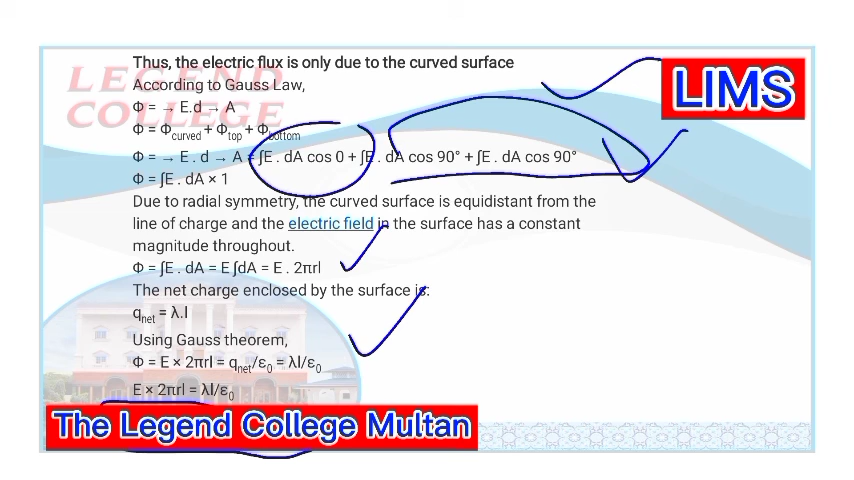 Thus, the electric flux is only due to the curved surface
LEGEND
COLLEGE
LIMS
According to Gauss Law,
Φ = → E.d → A
Φ = Φcurved + Φtop + Φbottom
Φ = → E . d → A = ∫E . dA cos 0 + ∫E . dA cos 90° + ∫E . dA cos 90°
Φ = ∫E . dA × 1
Due to radial symmetry, the curved surface is equidistant from the
line of charge and the electric field in the surface has a constant
magnitude throughout.
Φ = ∫E . dA = E ∫dA = E . 2πrl
The net charge enclosed by the surface is:
qnet = λ.l
Using Gauss theorem,
Φ = E × 2πrl = qnet/ε0 = λl/ε0
E × 2πrl = λl/ε0
The Legend College Multan